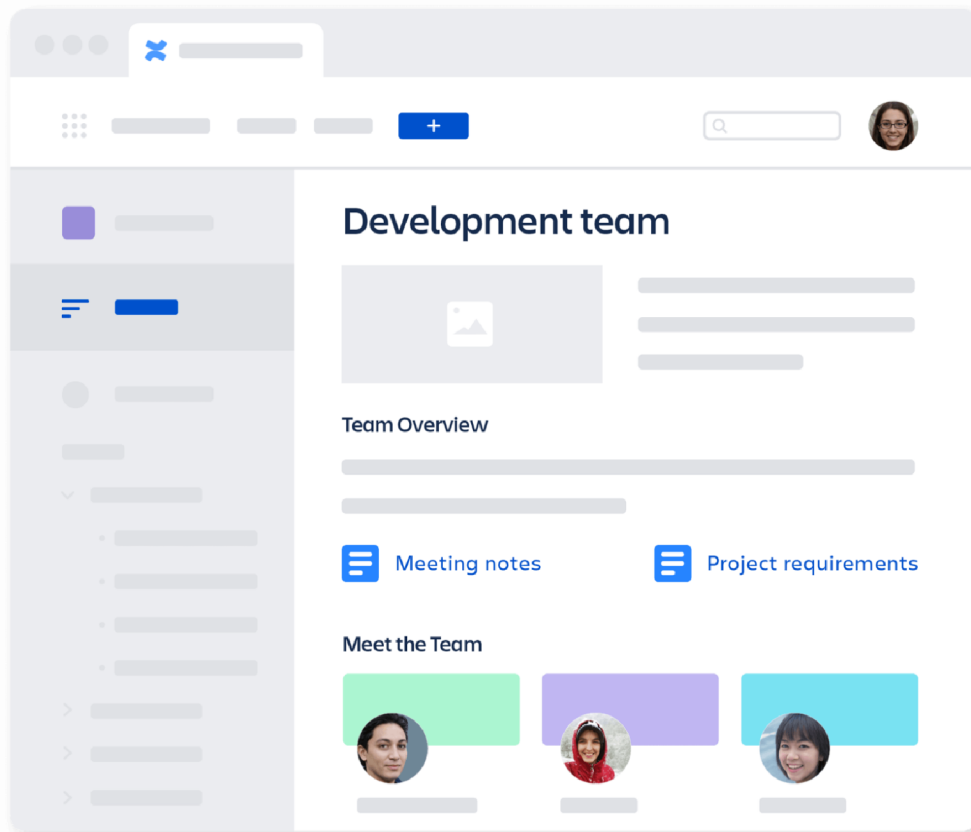 Development team
Team Overview
Meeting notes
Project requirements
Meet the Team